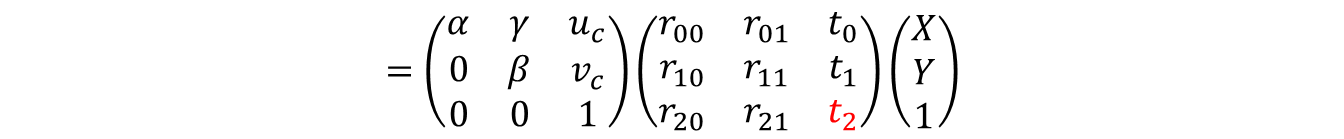 α γ u_c r_00 r_01 t_0 X
= 0 β v_c r_10 r_11 t_1 Y
0 0 1 r_20 r_21 t_2 1